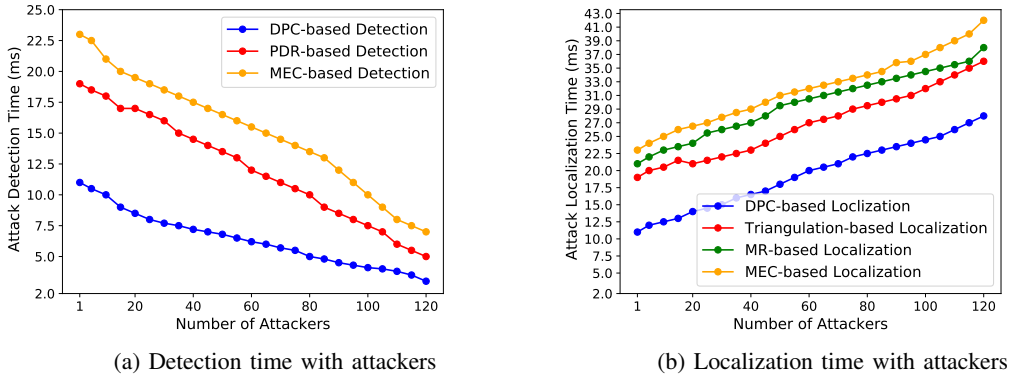 25.0
22.5
20.0
17.5
15.0
12.5
10.0
7.5
5.0
2.0
Attack Detection Time (ms)
DPC-based Detection
PDR-based Detection
MEC-based Detection
1 20 40 60 80 100 120
Number of Attackers
(a) Detection time with attackers
43.0
41.0
39.0
37.0
35.0
33.0
31.0
29.0
27.0
25.0
22.5
20.0
17.5
15.0
12.5
10.0
7.5
5.0
2.0
Attack Localization Time (ms)
DPC-based Loclization
Triangulation-based Localization
MR-based Localization
MEC-based Localization
1 20 40 60 80 100 120
Number of Attackers
(b) Localization time with attackers